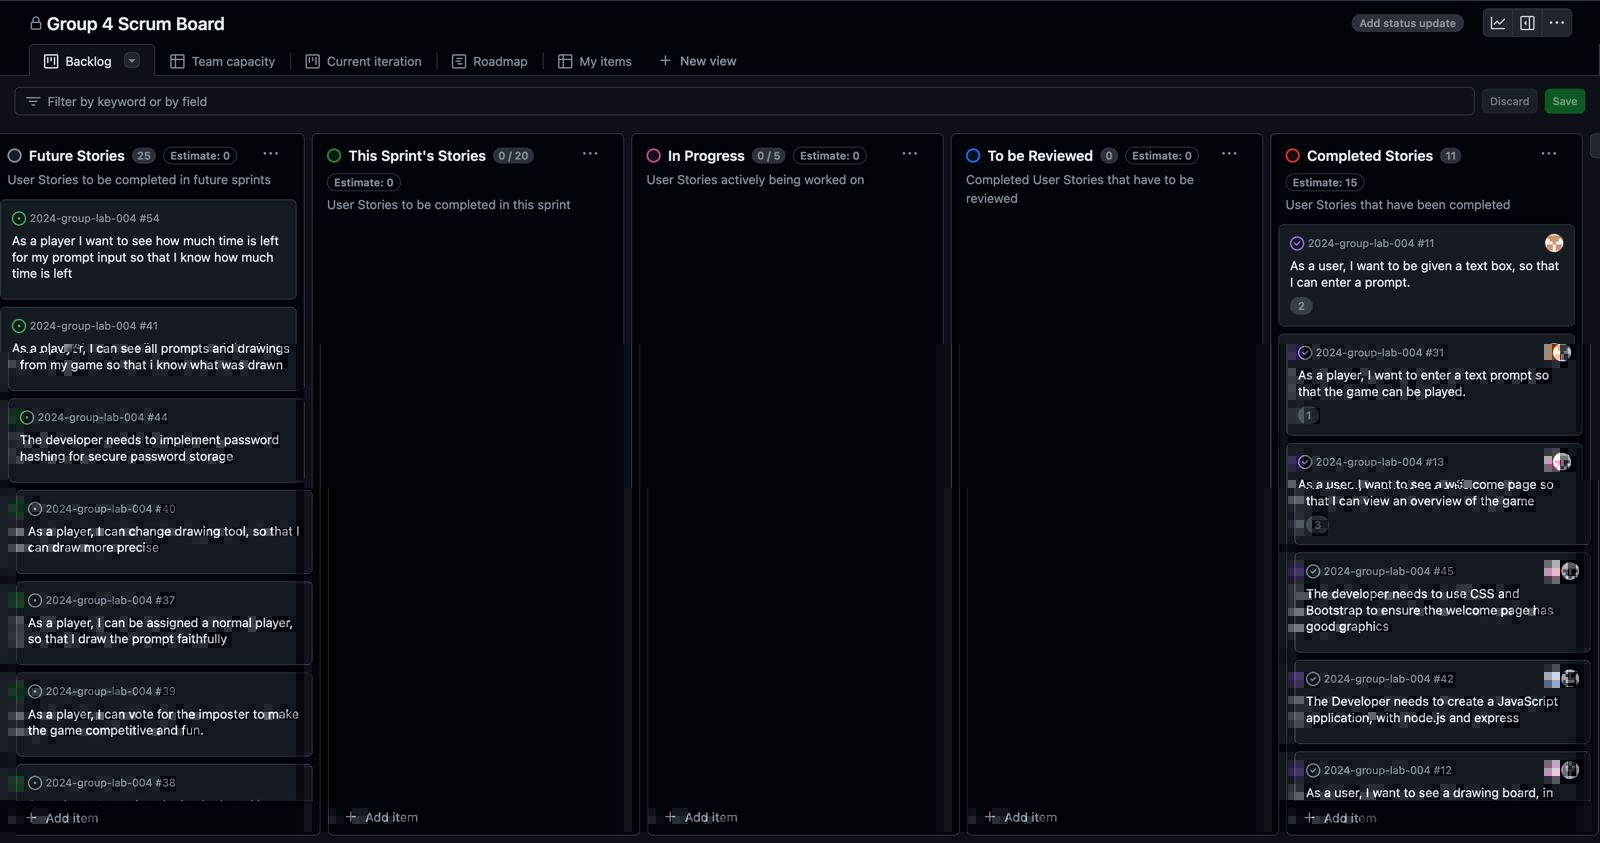 Group 4 Scrum Board
Add status update
Backlog
Team capacity
Current iteration
Roadmap
My items
New view
Filter by keyword or by field
Discard
Save
Future Stories 25 Estimate: 0
User Stories to be completed in future sprints
2024-group-lab-004 #54
As a player I want to see how much time is left
for my prompt input so that I know how much
time is left
2024-group-lab-004 #41
As a player, I can see all prompts and drawings
from my game so that i know what was drawn
2024-group-lab-004 #44
The developer needs to implement password
hashing for secure password storage
2024-group-lab-004 #40
As a player, I can change drawing tool, so that I
can draw more precise
2024-group-lab-004 #37
As a player, I can be assigned a normal player,
so that I draw the prompt faithfully
2024-group-lab-004 #39
As a player, I can vote for the imposter to make
the game competitive and fun.
2024-group-lab-004 #38
Add item
This Sprint's Stories 0 / 20
Estimate: 0
User Stories to be completed in this sprint
Add item
In Progress 0 / 5 Estimate: 0
User Stories actively being worked on
Add item
To be Reviewed 0 Estimate: 0
Completed User Stories that have to be
reviewed
Add item
Completed Stories 11
Estimate: 15
User Stories that have been completed
2024-group-lab-004 #11
As a user, I want to be given a text box, so that
I can enter a prompt.
2
2024-group-lab-004 #31
As a player, I want to enter a text prompt so
that the game can be played.
1
2024-group-lab-004 #13
As a user, I want to see a welcome page so
that I can view an overview of the game
3
2024-group-lab-004 #45
The developer needs to use CSS and
Bootstrap to ensure the welcome page has
good graphics
2024-group-lab-004 #42
The Developer needs to create a JavaScript
application, with node.js and express
2024-group-lab-004 #12
As a user, I want to see a drawing board, in
Add item